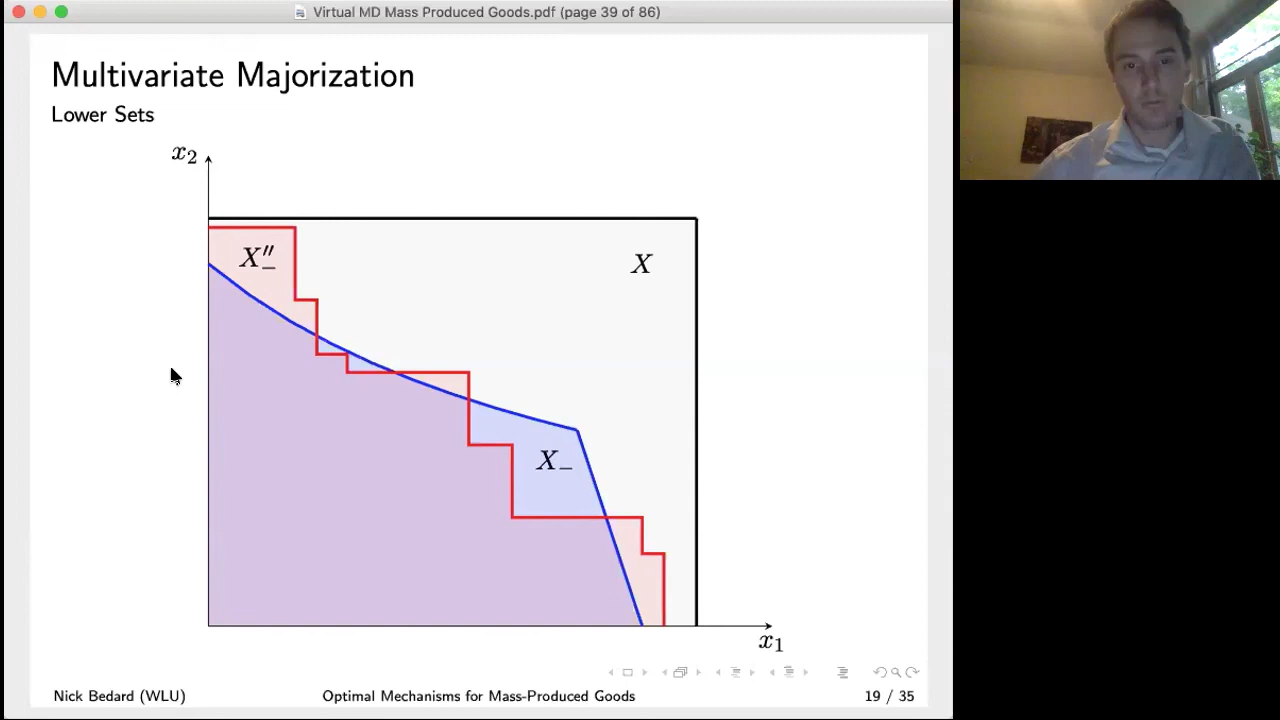 Virtual MD Mass Produced Goods.pdf (page 39 of 86)
Multivariate Majorization
Lower Sets
x₂
X″₋
X
X₋
x₁
Nick Bedard (WLU)
Optimal Mechanisms for Mass-Produced Goods
19 / 35